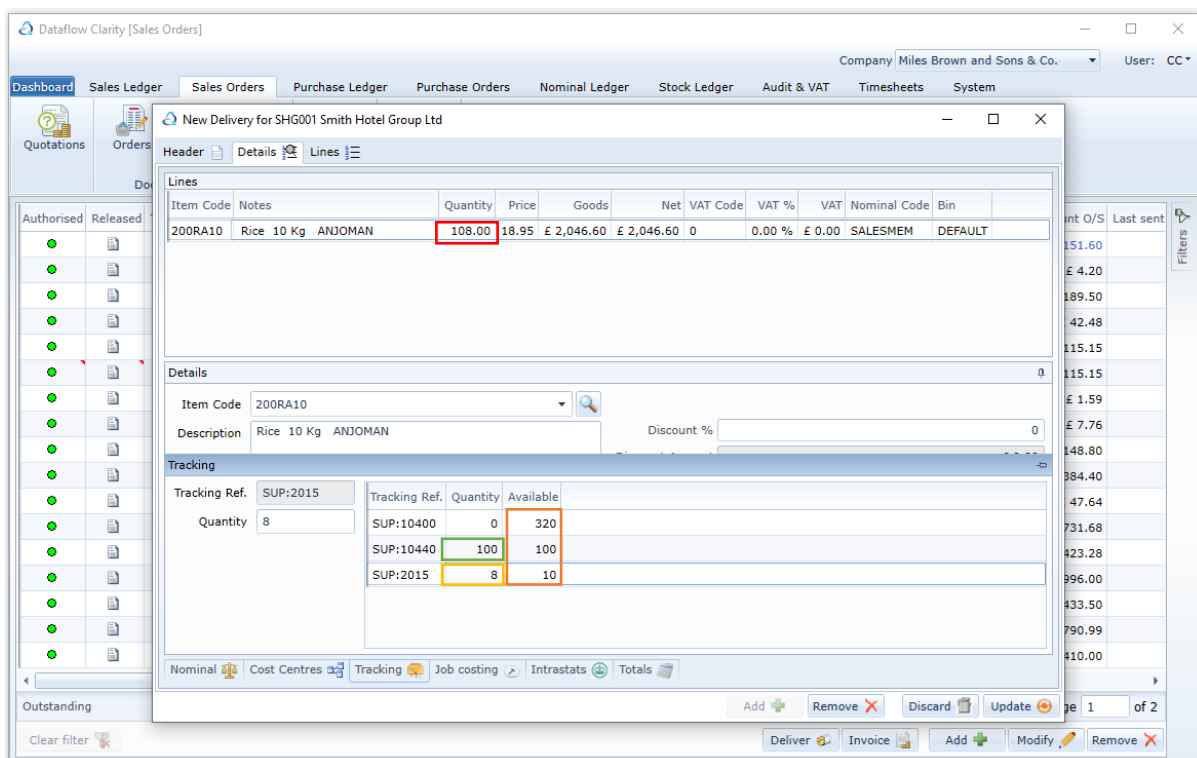 Dataflow Clarity [Sales Orders]
Company Miles Brown and Sons & Co. User: CC
Dashboard Sales Ledger Sales Orders Purchase Ledger Purchase Orders Nominal Ledger Stock Ledger Audit & VAT Timesheets System
Quotations Orders
New Delivery for SHG001 Smith Hotel Group Ltd
Header Details Lines
Lines
Item Code Notes Quantity Price Goods Net VAT Code VAT % VAT Nominal Code Bin
200RA10 Rice 10 Kg ANJOMAN 108.00 18.95 £ 2,046.60 £ 2,046.60 0 0.00 % £ 0.00 SALESMEM DEFAULT
Details
Item Code 200RA10
Description Rice 10 Kg ANJOMAN Discount % 0
Tracking
Tracking Ref. SUP:2015
Quantity 8
Tracking Ref. Quantity Available
SUP:10400 0 320
SUP:10440 100 100
SUP:2015 8 10
Nominal Cost Centres Tracking Job costing Intrastats Totals
Add Remove Discard Update
Authorised Released
O/S Last sent
Filters
151.60
£ 4.20
189.50
42.48
115.15
115.15
£ 1.59
£ 7.76
148.80
384.40
47.64
731.68
423.28
996.00
433.50
790.99
410.00
Outstanding 1 of 2
Clear filter Deliver Invoice Add Modify Remove